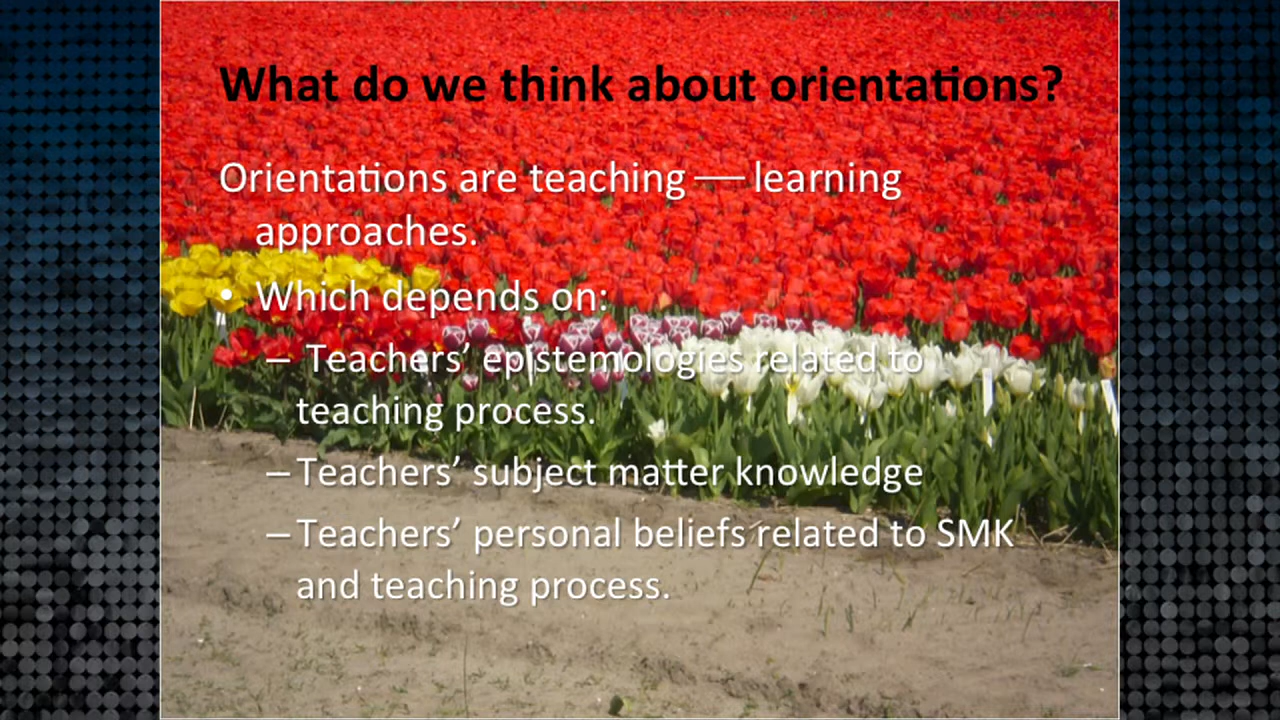 What do we think about orientations?
Orientations are teaching — learning
approaches.
• Which depends on:
– Teachers’ epistemologies related to
teaching process.
– Teachers’ subject matter knowledge
– Teachers’ personal beliefs related to SMK
and teaching process.